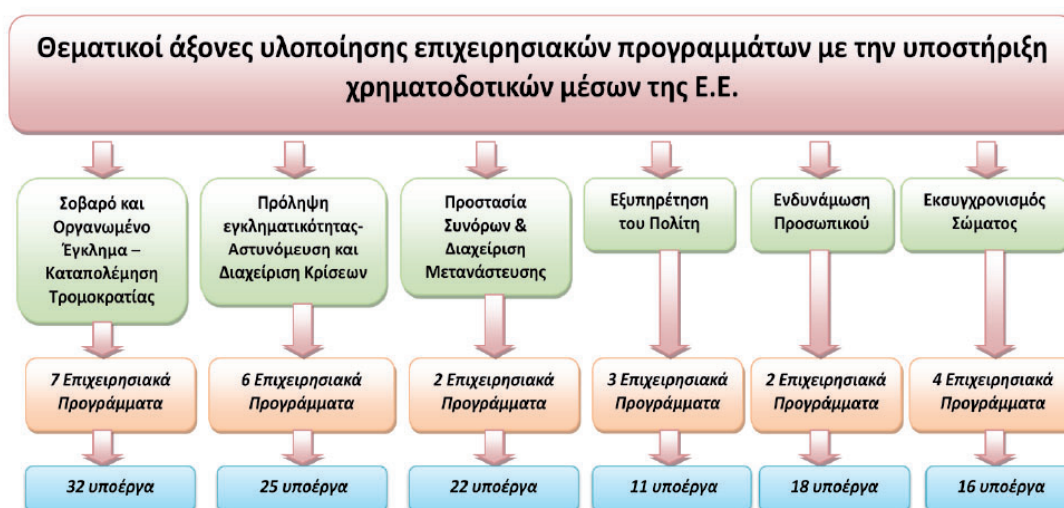 Θεματικοί άξονες υλοποίησης επιχειρησιακών προγραμμάτων με την υποστήριξη
χρηματοδοτικών μέσων της Ε.Ε.
Σοβαρό και
Οργανωμένο
Έγκλημα –
Καταπολέμηση
Τρομοκρατίας
Πρόληψη
εγκληματικότητας-
Αστυνόμευση και
Διαχείριση Κρίσεων
Προστασία
Συνόρων &
Διαχείριση
Μετανάστευσης
Εξυπηρέτηση
του Πολίτη
Ενδυνάμωση
Προσωπικού
Εκσυγχρονισμός
Σώματος
7 Επιχειρησιακά
Προγράμματα
6 Επιχειρησιακά
Προγράμματα
2 Επιχειρησιακά
Προγράμματα
3 Επιχειρησιακά
Προγράμματα
2 Επιχειρησιακά
Προγράμματα
4 Επιχειρησιακά
Προγράμματα
32 υποέργα
25 υποέργα
22 υποέργα
11 υποέργα
18 υποέργα
16 υποέργα